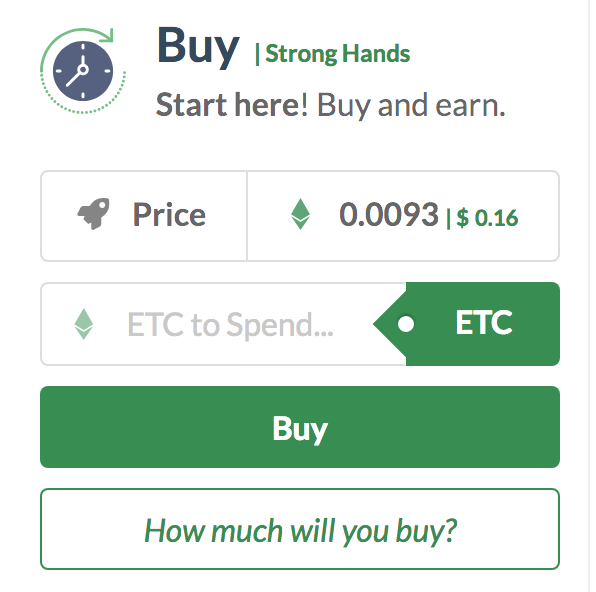 Buy | Strong Hands
Start here! Buy and earn.
Price 0.0093 | $ 0.16
ETC to Spend... ETC
Buy
How much will you buy?